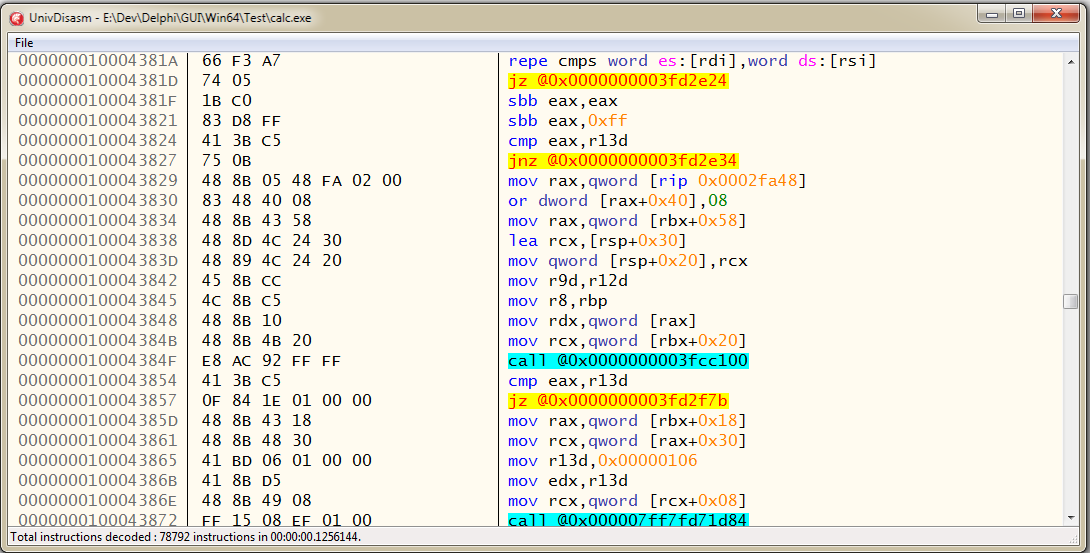 UnivDisasm - E:\Dev\Delphi\GUI\Win64\Test\calc.exe
File
000000010004381A 66 F3 A7 repe cmps word es:[rdi],word ds:[rsi]
000000010004381D 74 05 jz @0x0000000003fd2e24
000000010004381F 1B C0 sbb eax,eax
0000000100043821 83 D8 FF sbb eax,0xff
0000000100043824 41 3B C5 cmp eax,r13d
0000000100043827 75 0B jnz @0x0000000003fd2e34
0000000100043829 48 8B 05 48 FA 02 00 mov rax,qword [rip 0x0002fa48]
0000000100043830 83 48 40 08 or dword [rax+0x40],08
0000000100043834 48 8B 43 58 mov rax,qword [rbx+0x58]
0000000100043838 48 8D 4C 24 30 lea rcx,[rsp+0x30]
000000010004383D 48 89 4C 24 20 mov qword [rsp+0x20],rcx
0000000100043842 45 8B CC mov r9d,r12d
0000000100043845 4C 8B C5 mov r8,rbp
0000000100043848 48 8B 10 mov rdx,qword [rax]
000000010004384B 48 8B 4B 20 mov rcx,qword [rbx+0x20]
000000010004384F E8 AC 92 FF FF call @0x0000000003fcc100
0000000100043854 41 3B C5 cmp eax,r13d
0000000100043857 0F 84 1E 01 00 00 jz @0x0000000003fd2f7b
000000010004385D 48 8B 43 18 mov rax,qword [rbx+0x18]
0000000100043861 48 8B 48 30 mov rcx,qword [rax+0x30]
0000000100043865 41 BD 06 01 00 00 mov r13d,0x00000106
000000010004386B 41 8B D5 mov edx,r13d
000000010004386E 48 8B 49 08 mov rcx,qword [rcx+0x08]
0000000100043872 FF 15 08 EF 01 00 call @0x000007ff7fd71d84
Total instructions decoded : 78792 instructions in 00:00:00.1256144.